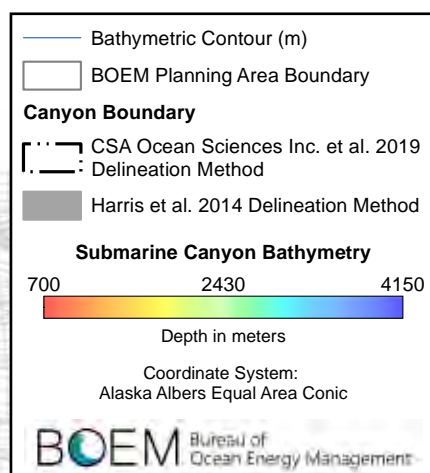 Bathymetric Contour (m)
BOEM Planning Area Boundary
Canyon Boundary
CSA Ocean Sciences Inc. et al. 2019
Delineation Method
Harris et al. 2014 Delineation Method
Submarine Canyon Bathymetry
700 2430 4150
Depth in meters
Coordinate System:
Alaska Albers Equal Area Conic
BOEM Bureau of
Ocean Energy Management